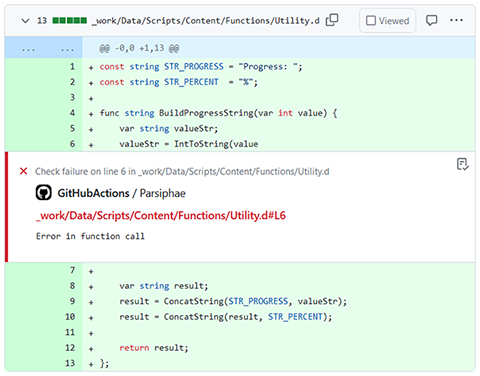 13 _work/Data/Scripts/Content/Functions/Utility.d Viewed ...
... ... @@ -0,0 +1,13 @@
1 + const string STR_PROGRESS = "Progress: ";
2 + const string STR_PERCENT  = "%";
3 +
4 + func string BuildProgressString(var int value) {
5 +     var string valueStr;
6 +     valueStr = IntToString(value
Check failure on line 6 in _work/Data/Scripts/Content/Functions/Utility.d
GitHubActions / Parsiphae
_work/Data/Scripts/Content/Functions/Utility.d#L6
Error in function call
7 +
8 +     var string result;
9 +     result = ConcatString(STR_PROGRESS, valueStr);
10 +     result = ConcatString(result, STR_PERCENT);
11 +
12 +     return result;
13 + };